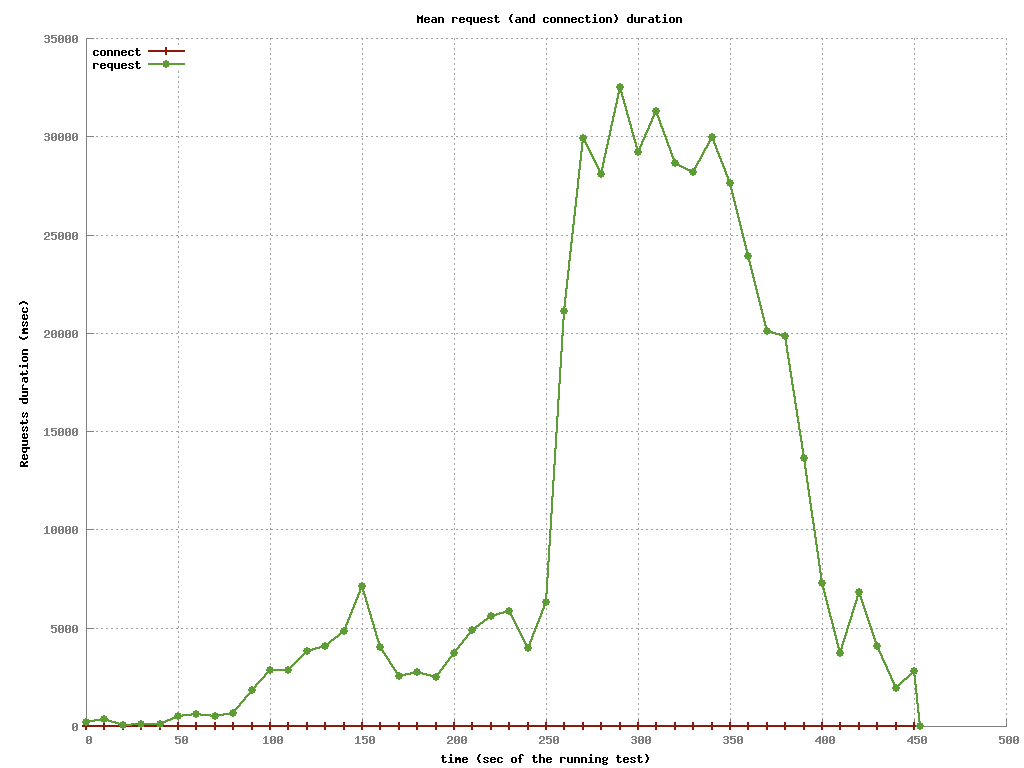 Mean request (and connection) duration
connect
request
35000
30000
25000
20000
15000
10000
5000
0
Requests duration (msec)
0 50 100 150 200 250 300 350 400 450 500
time (sec of the running test)